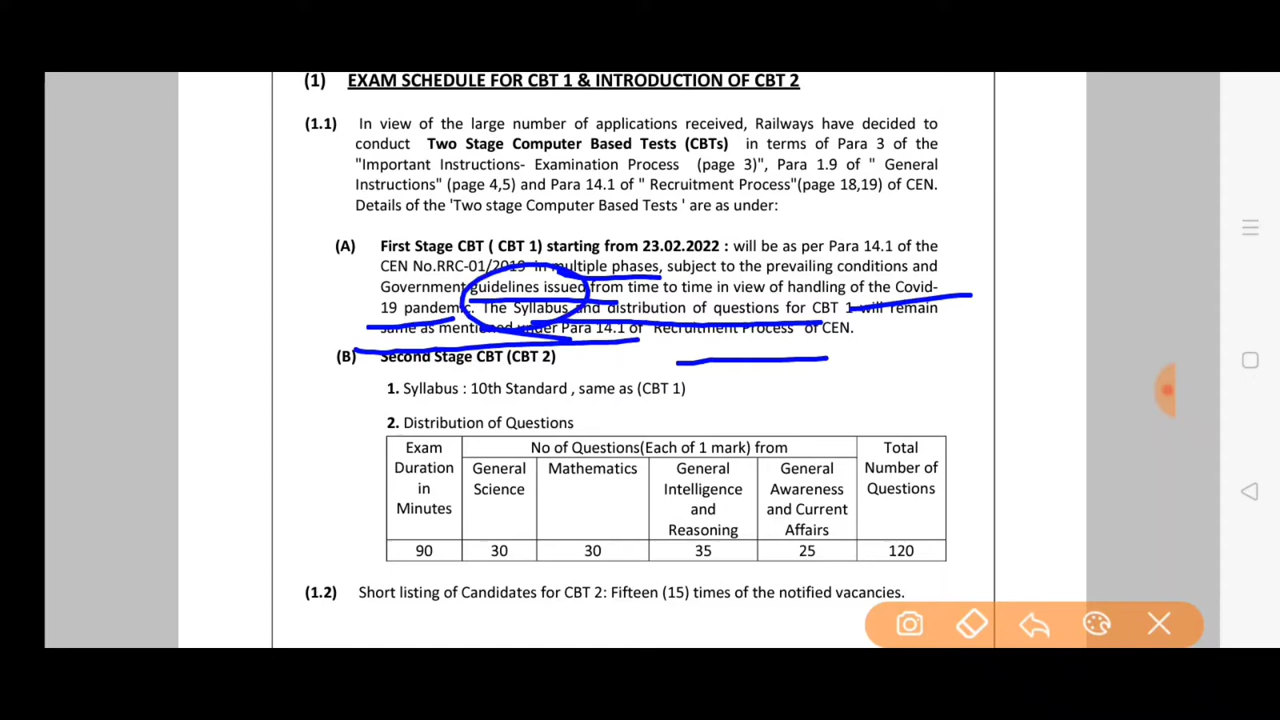 (1) EXAM SCHEDULE FOR CBT 1 & INTRODUCTION OF CBT 2
(1.1) In view of the large number of applications received, Railways have decided to
conduct Two Stage Computer Based Tests (CBTs) in terms of Para 3 of the
"Important Instructions- Examination Process (page 3)", Para 1.9 of " General
Instructions" (page 4,5) and Para 14.1 of " Recruitment Process"(page 18,19) of CEN.
Details of the 'Two stage Computer Based Tests ' are as under:
(A) First Stage CBT ( CBT 1) starting from 23.02.2022 : will be as per Para 14.1 of the
CEN No.RRC-01/2019 in multiple phases, subject to the prevailing conditions and
Government guidelines issued from time to time in view of handling of the Covid-
19 pandemic. The Syllabus and distribution of questions for CBT 1 will remain
same as mentioned under Para 14.1 of "Recruitment Process" of CEN.
(B) Second Stage CBT (CBT 2)
1. Syllabus : 10th Standard , same as (CBT 1)
2. Distribution of Questions
Exam Duration in Minutes
No of Questions(Each of 1 mark) from
Total Number of Questions
General Science
Mathematics
General Intelligence and Reasoning
General Awareness and Current Affairs
90 30 30 35 25 120
(1.2) Short listing of Candidates for CBT 2: Fifteen (15) times of the notified vacancies.